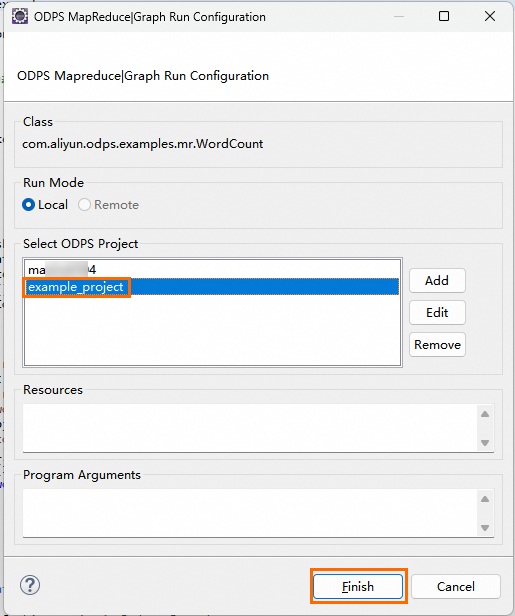 ODPS MapReduce|Graph Run Configuration
ODPS Mapreduce|Graph Run Configuration
Class
com.aliyun.odps.examples.mr.WordCount
Run Mode
Local Remote
Select ODPS Project
example_project
Add
Edit
Remove
Resources
Program Arguments
Finish Cancel